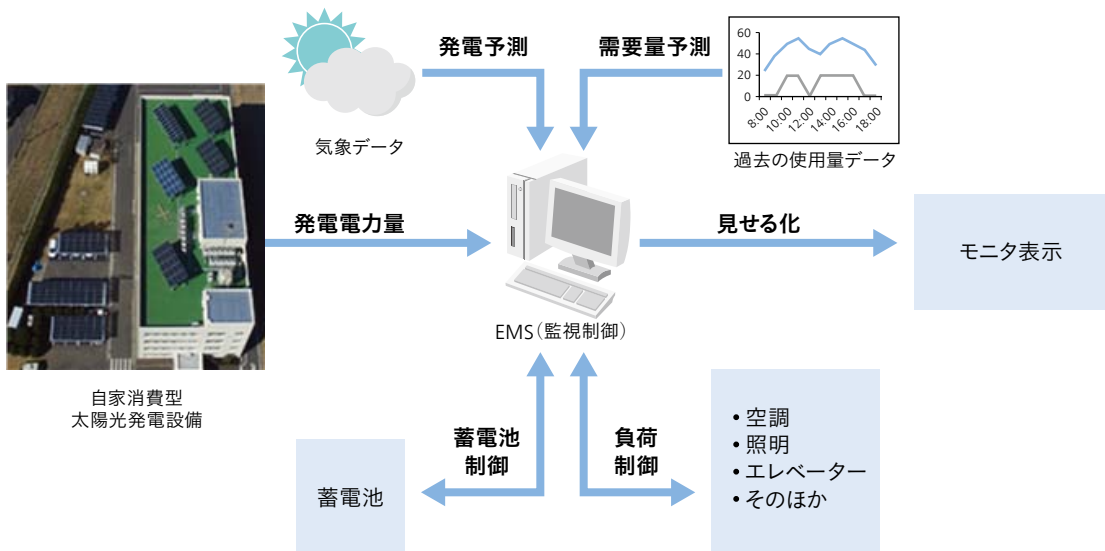 発電予測
需要量予測
60
40
20
0
8:00
10:00
12:00
14:00
16:00
18:00
気象データ
過去の使用量データ
発電電力量
見せる化
モニタ表示
EMS(監視制御)
自家消費型
太陽光発電設備
蓄電池
制御
負荷
制御
蓄電池
• 空調
• 照明
• エレベーター
• そのほか